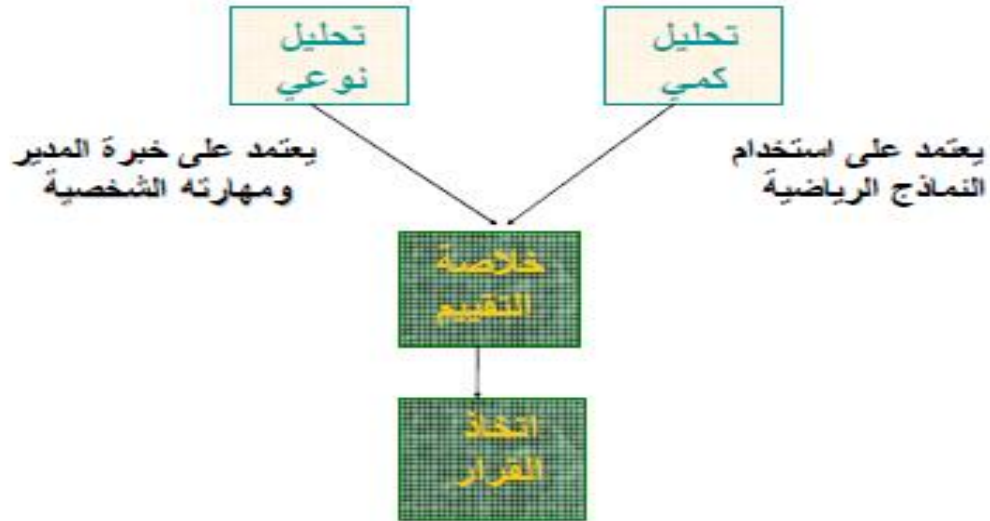 تحليل
كمي
تحليل
نوعي
يعتمد على استخدام
النماذج الرياضية
يعتمد على خبرة المدير
ومهارته الشخصية
خلاصة
التقييم
اتخاذ
القرار